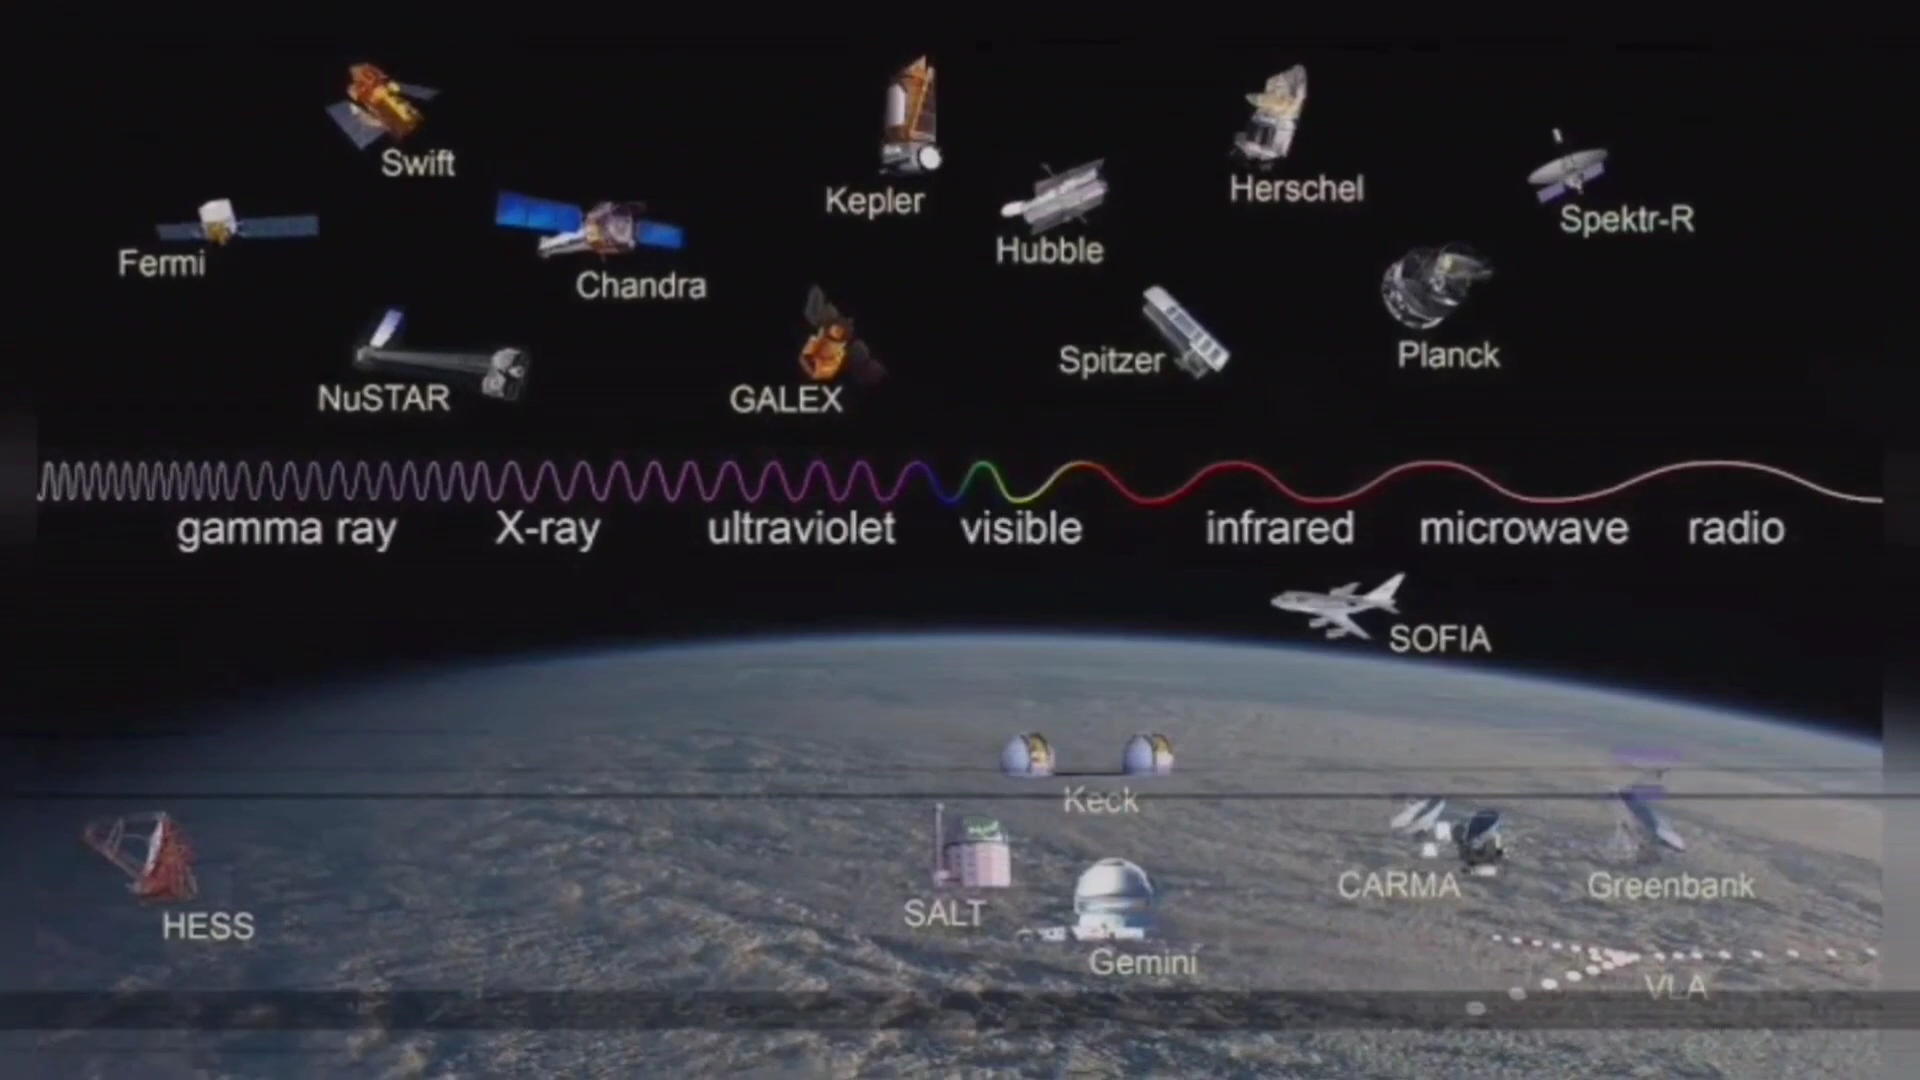 Swift
Kepler
Herschel
Spektr-R
Hubble
Fermi
Chandra
Planck
Spitzer
NuSTAR
GALEX
gamma ray X-ray ultraviolet visible infrared microwave radio
SOFIA
Keck
CARMA
Greenbank
SALT
HESS
Gemini
VLA